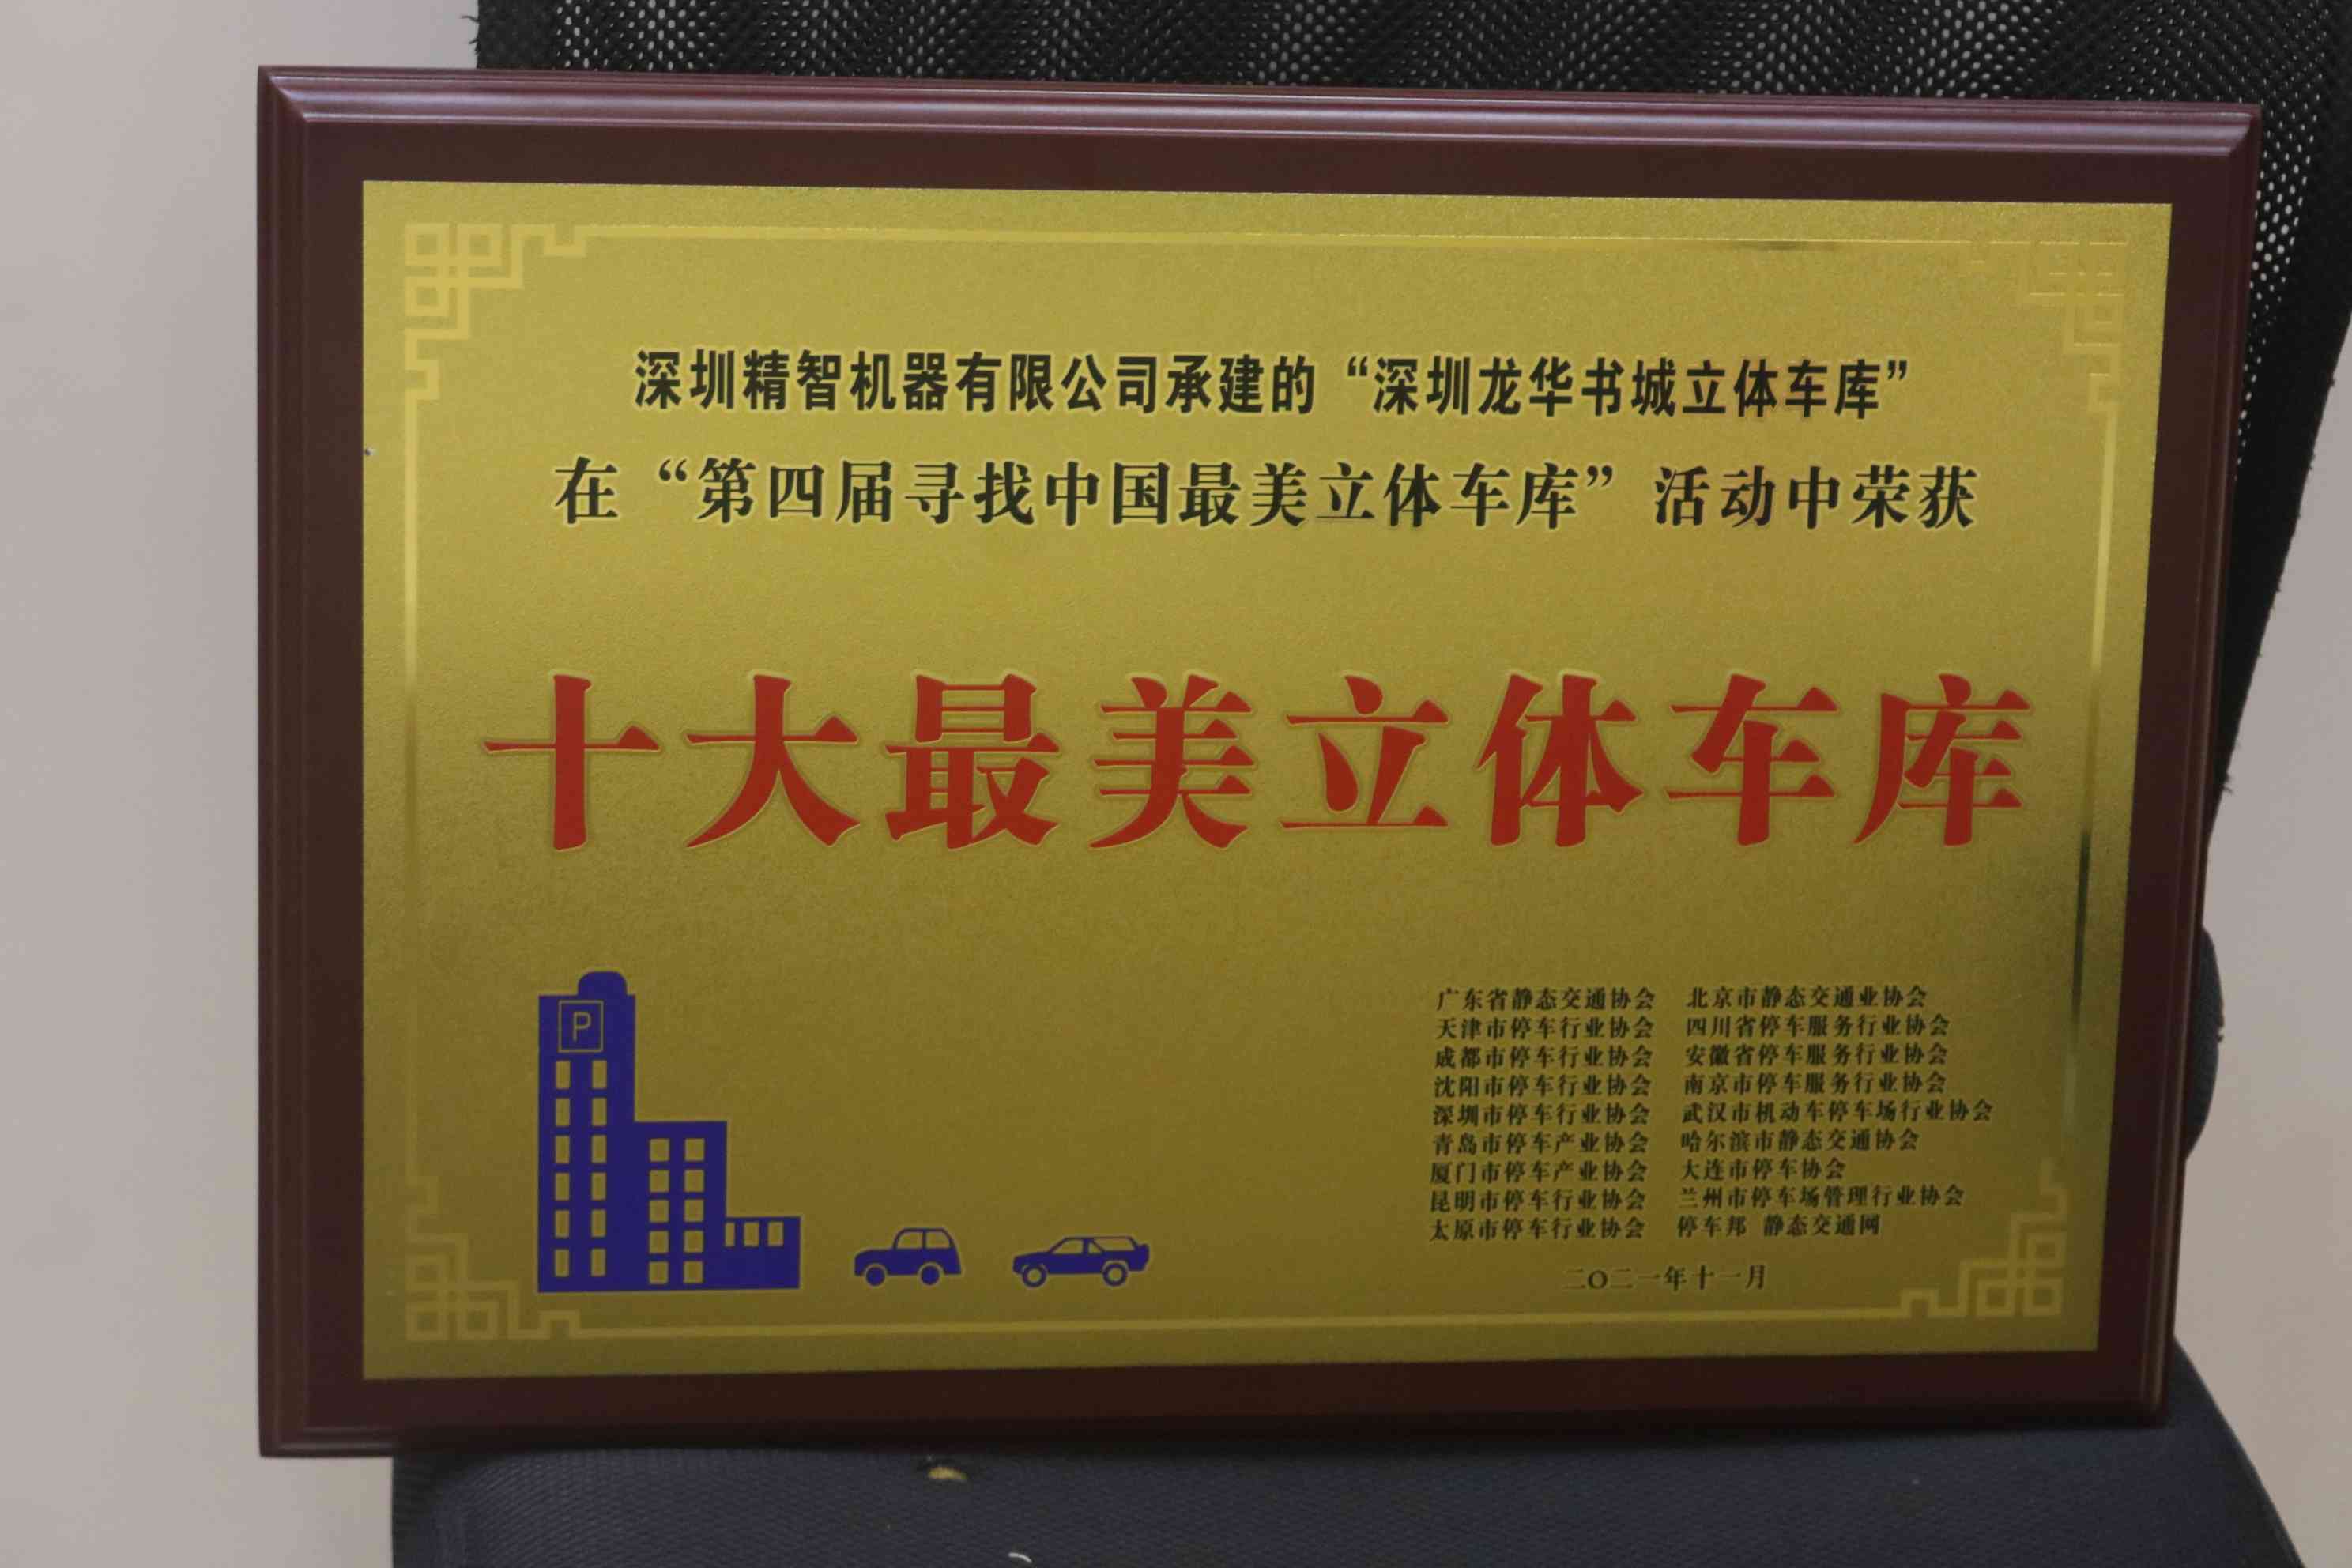 深圳精智机器有限公司承建的“深圳龙华书城立体车库”
在“第四届寻找中国最美立体车库”活动中荣获
十大最美立体车库
P
广东省静态交通协会 北京市静态交通业协会
天津市停车行业协会 四川省停车服务行业协会
成都市停车行业协会 安徽省停车服务行业协会
沈阳市停车行业协会 南京市停车服务行业协会
深圳市停车行业协会 武汉市机动车停车场行业协会
青岛市停车产业协会 哈尔滨市静态交通协会
厦门市停车产业协会 大连市停车协会
昆明市停车行业协会 兰州市停车场管理行业协会
太原市停车行业协会 停车邦 静态交通网
二〇二一年十一月